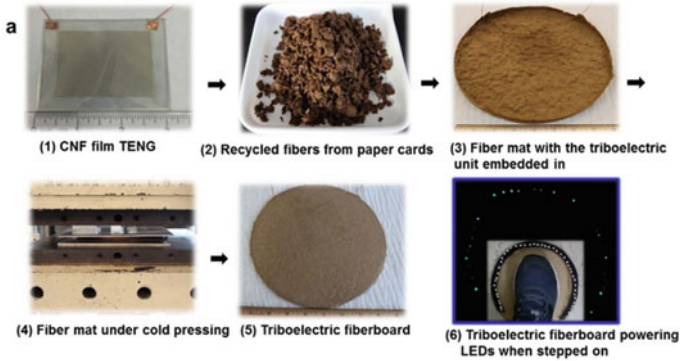 a
(1) CNF film TENG
(2) Recycled fibers from paper cards
(3) Fiber mat with the triboelectric
unit embedded in
(4) Fiber mat under cold pressing
(5) Triboelectric fiberboard
(6) Triboelectric fiberboard powering
LEDs when stepped on